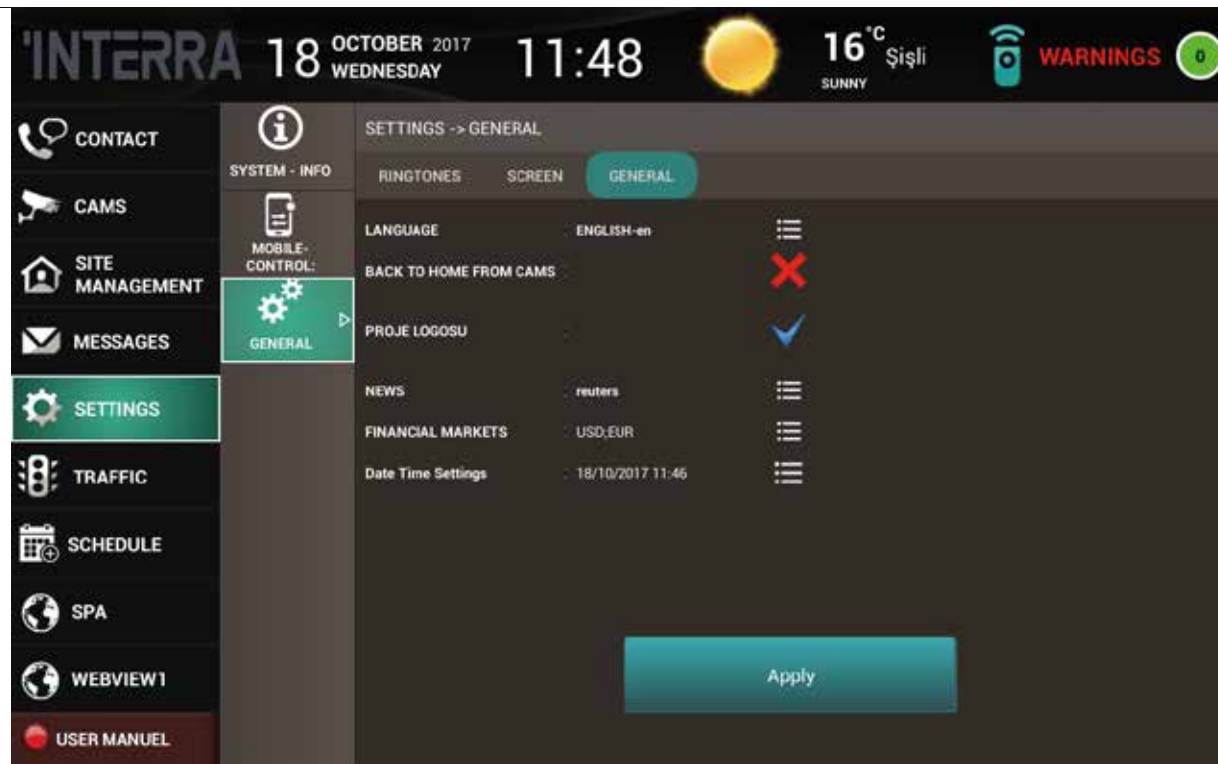 INTERRA
18 OCTOBER 2017
WEDNESDAY
11:48
16°C Şişli
SUNNY
WARNINGS 0
CONTACT
CAMS
SITE
MANAGEMENT
MESSAGES
SETTINGS
TRAFFIC
SCHEDULE
SPA
WEBVIEW1
USER MANUEL
SYSTEM - INFO
MOBILE-
CONTROL:
GENERAL
SETTINGS -> GENERAL
RINGTONES SCREEN GENERAL
LANGUAGE : ENGLISH-en
BACK TO HOME FROM CAMS :
PROJE LOGOSU :
NEWS : reuters
FINANCIAL MARKETS : USD;EUR
Date Time Settings : 18/10/2017 11:46
Apply